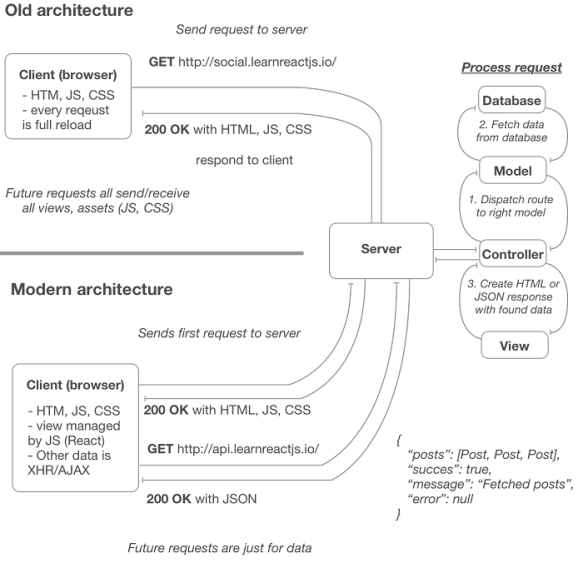 Old architecture
Send request to server
GET http://social.learnreactjs.io/
Client (browser)
- HTM, JS, CSS
- every reqeust
is full reload
200 OK with HTML, JS, CSS
respond to client
Future requests all send/receive
all views, assets (JS, CSS)
Process request
Database
2. Fetch data
from database
Model
1. Dispatch route
to right model
Server
Controller
3. Create HTML or
JSON response
with found data
View
Modern architecture
Sends first request to server
Client (browser)
- HTM, JS, CSS
- view managed
by JS (React)
- Other data is
XHR/AJAX
200 OK with HTML, JS, CSS
GET http://api.learnreactjs.io/
200 OK with JSON
{
"posts": [Post, Post, Post],
"succes": true,
"message": “Fetched posts”,
"error": null
}
Future requests are just for data